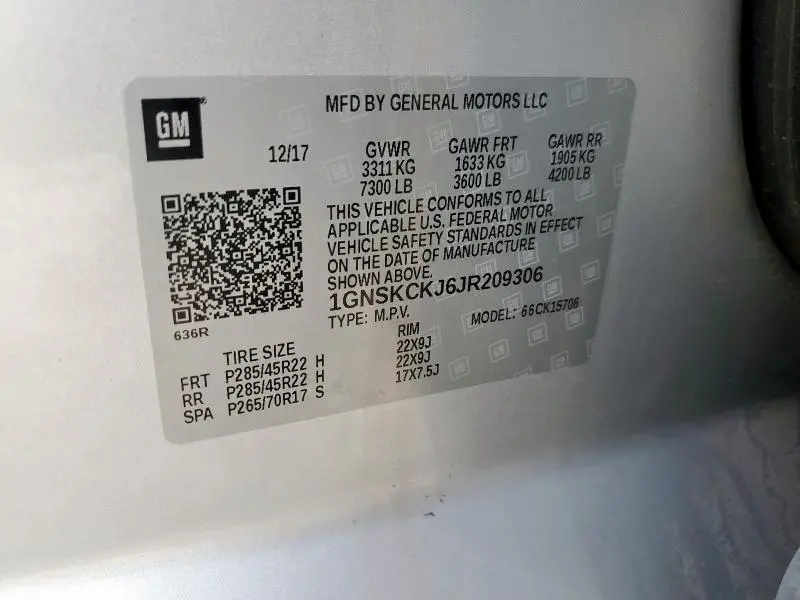 GM
MFD BY GENERAL MOTORS LLC
12/17
GVWR GAWR FRT GAWR RR
3311 KG 1633 KG 1905 KG
7300 LB 3600 LB 4200 LB
THIS VEHICLE CONFORMS TO ALL
APPLICABLE U.S. FEDERAL MOTOR
VEHICLE SAFETY STANDARDS IN EFFECT
ON THE DATE OF MANUFACTURE
SHOWN ABOVE.
1GNSKCKJ6JR209306
TYPE: M.P.V. MODEL: 66CK15706
636R
TIRE SIZE RIM
FRT P285/45R22 H 22X9J
RR P285/45R22 H 22X9J
SPA P265/70R17 S 17X7.5J